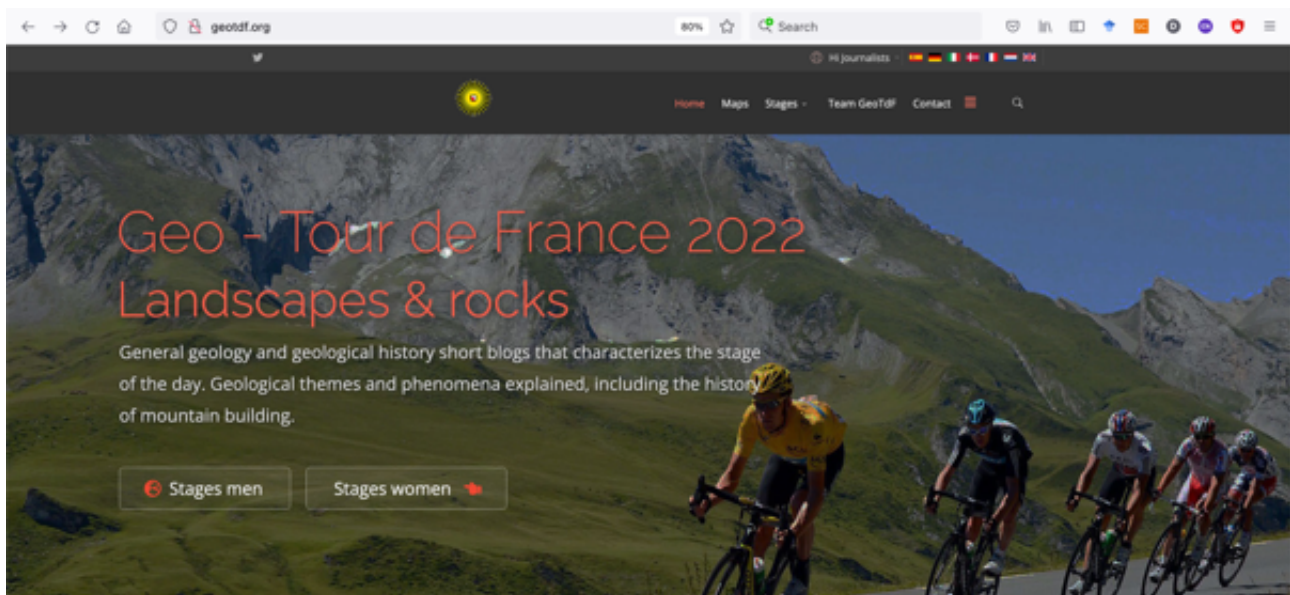 geotdf.org
80%
Search
Hi Journalists
Home Maps Stages Team GeoTdF Contact
Geo - Tour de France 2022
Landscapes & rocks
General geology and geological history short blogs that characterizes the stage
of the day. Geological themes and phenomena explained, including the history
of mountain building.
Stages men Stages women